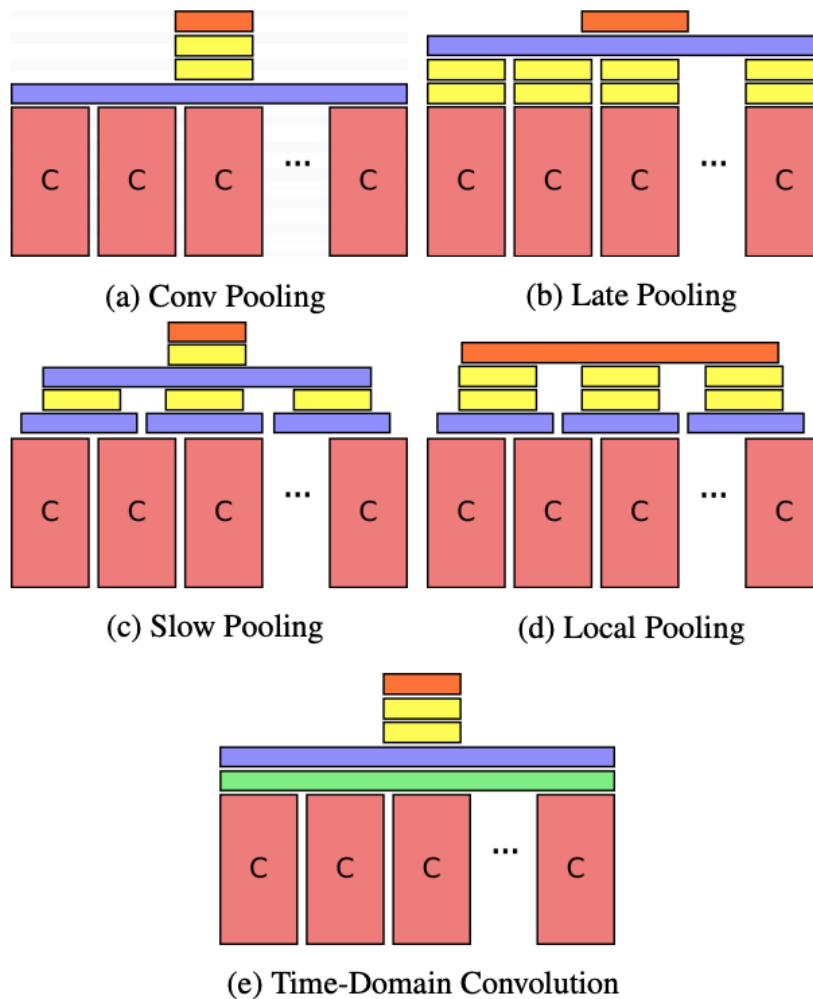 C C C ... C
C C C ... C
(a) Conv Pooling
(b) Late Pooling
C C C ... C
C C C ... C
(c) Slow Pooling
(d) Local Pooling
C C C ... C
(e) Time-Domain Convolution